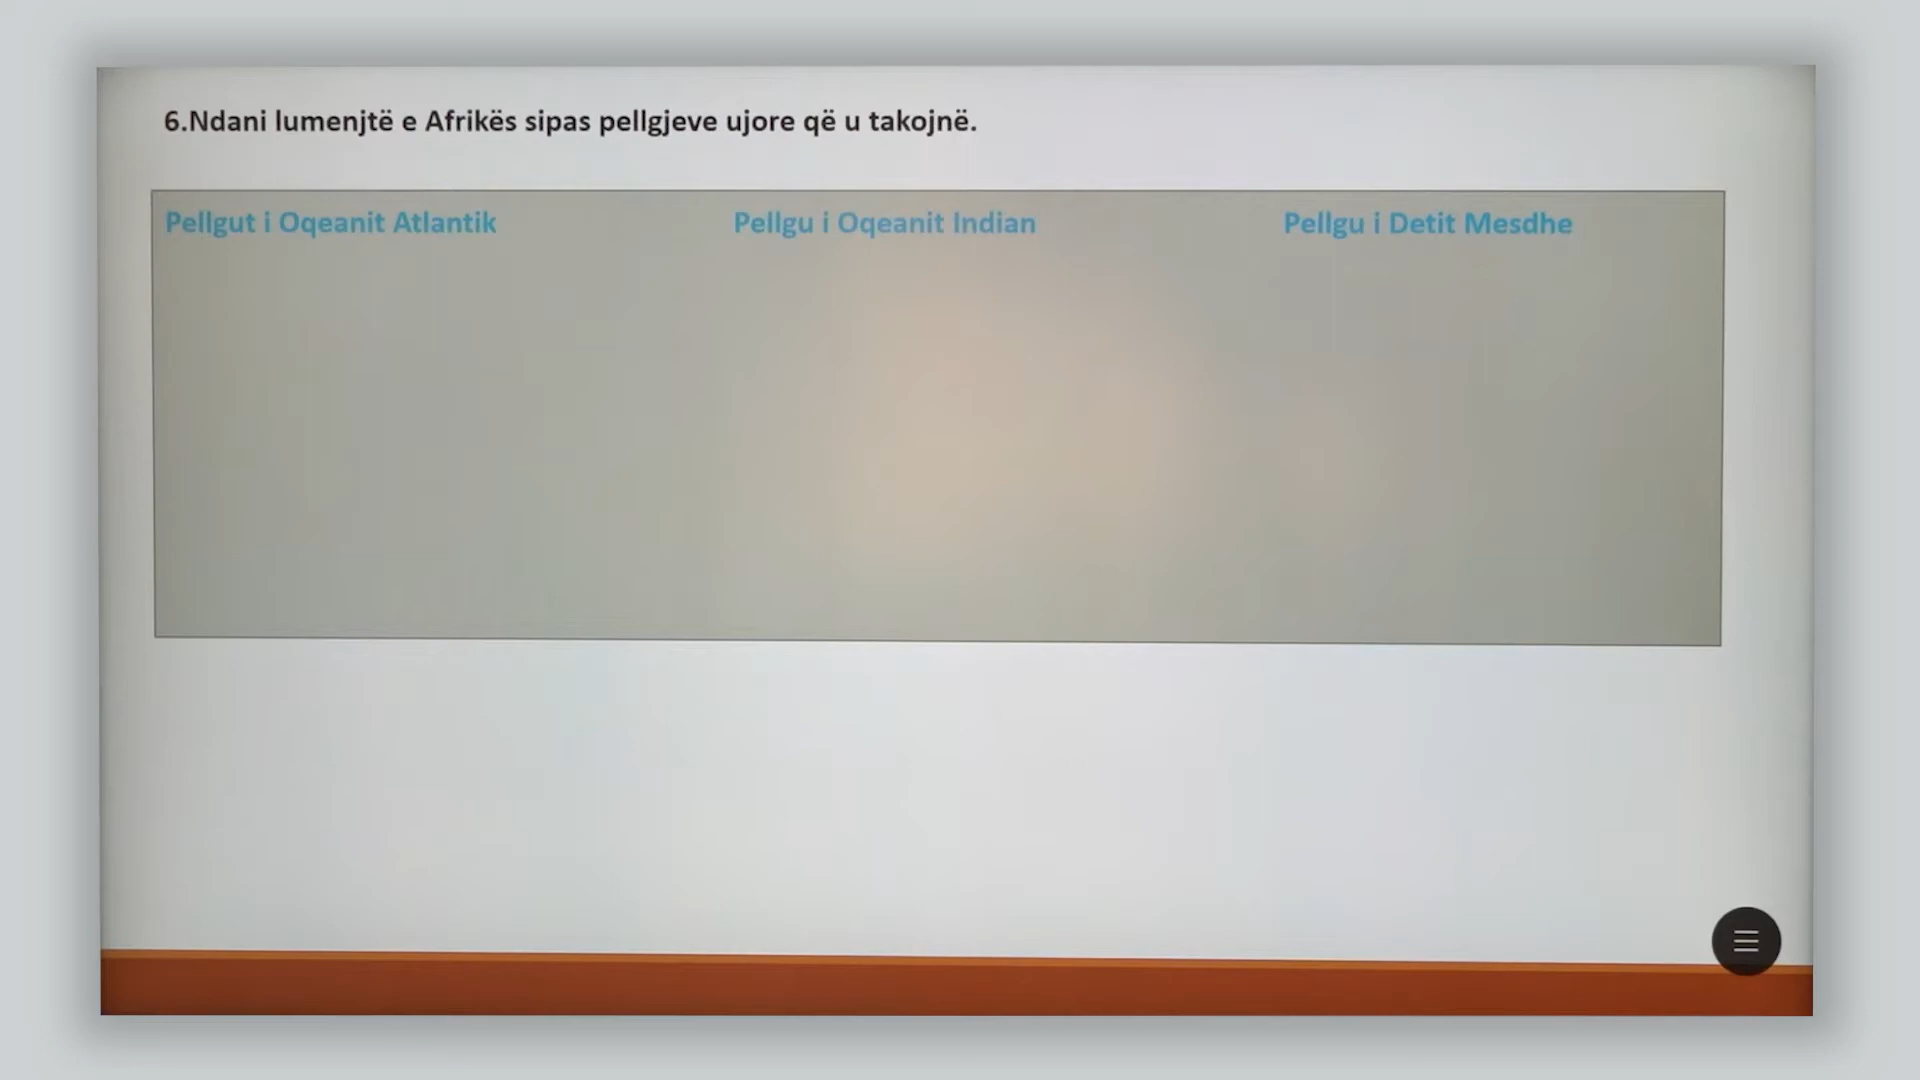 6.Ndani lumenjtë e Afrikës sipas pellgjeve ujore që u takojnë.
Pellgut i Oqeanit Atlantik
Pellgu i Oqeanit Indian
Pellgu i Detit Mesdhe